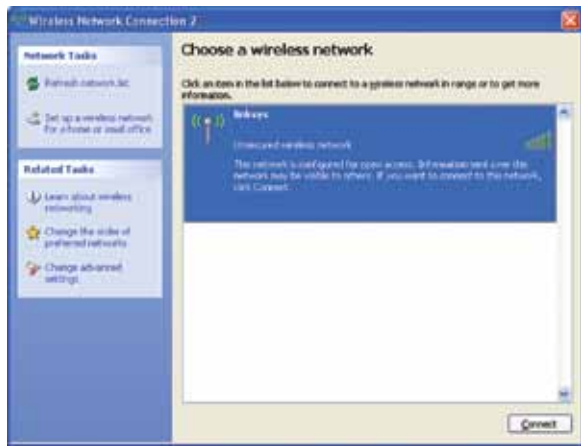 Wireless Network Connection 2
Network Tasks
Refresh network list
Set up a wireless network
for a home or small office
Related Tasks
Learn about wireless
networking
Change the order of
preferred networks
Change advanced
settings
Choose a wireless network
Click an item in the list below to connect to a wireless network in range or to get more
information.
linksys
Unsecured wireless network
This network is configured for open access. Information sent over this
network may be visible to others. If you want to connect to this network,
click Connect.
Connect